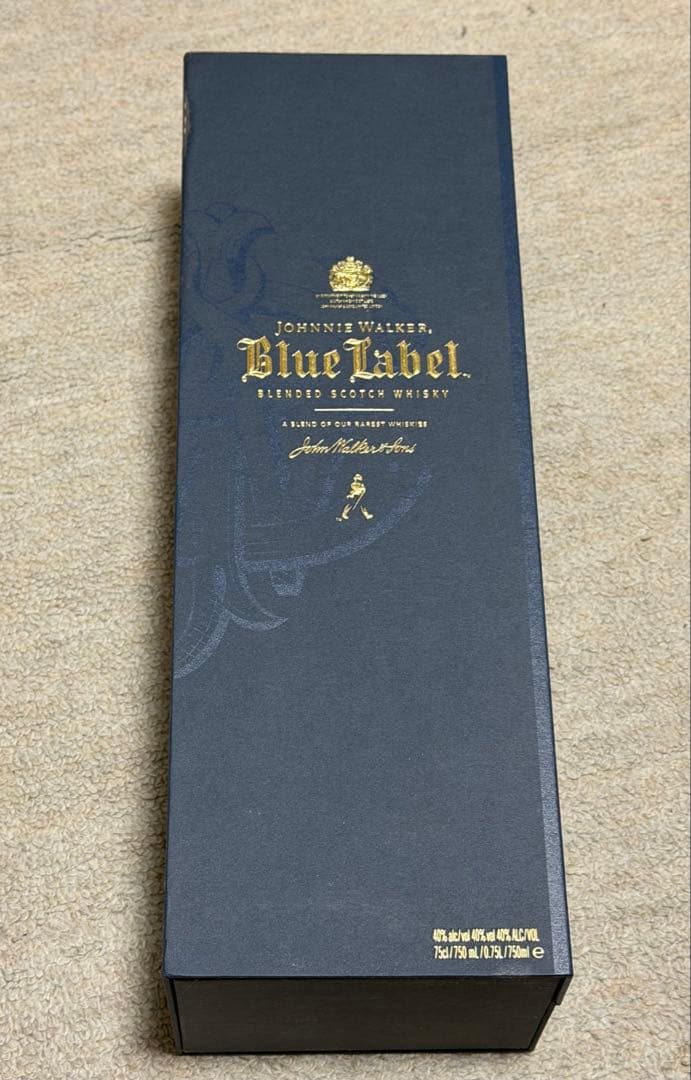 JOHNNIE WALKER.
Blue Label™
BLENDED SCOTCH WHISKY
A BLEND OF OUR RAREST WHISKIES
John Walker & Sons
40% alc/vol 40% vol 40% ALC/VOL
75cl/750 mL/0.75L/750ml e